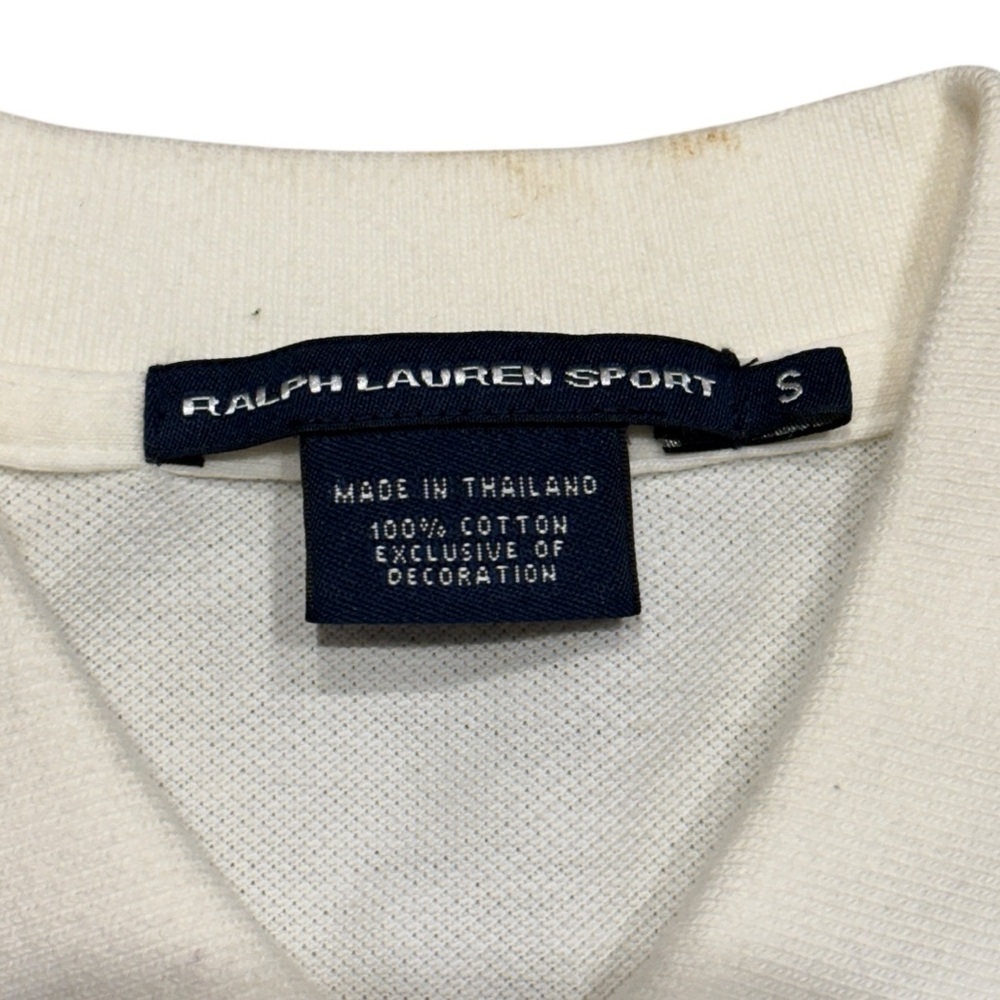 RALPH LAUREN SPORT
S
MADE IN THAILAND
100% COTTON
EXCLUSIVE OF
DECORATION